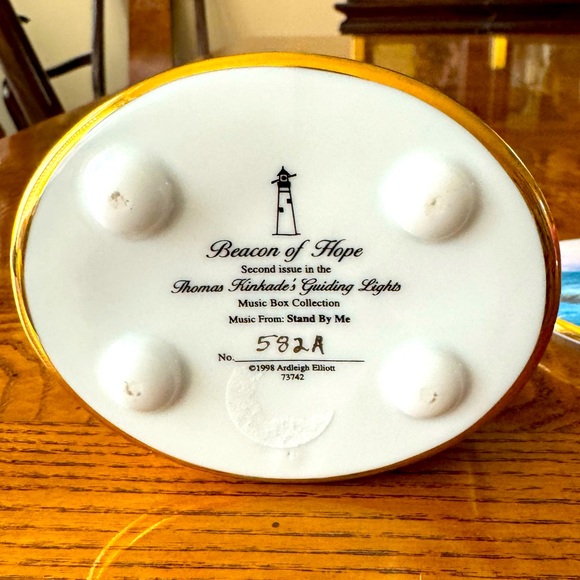 Beacon of Hope
Second issue in the
Thomas Kinkade's Guiding Lights
Music Box Collection
Music From: Stand By Me
No. 582A
©1998 Ardleigh Elliott
73742